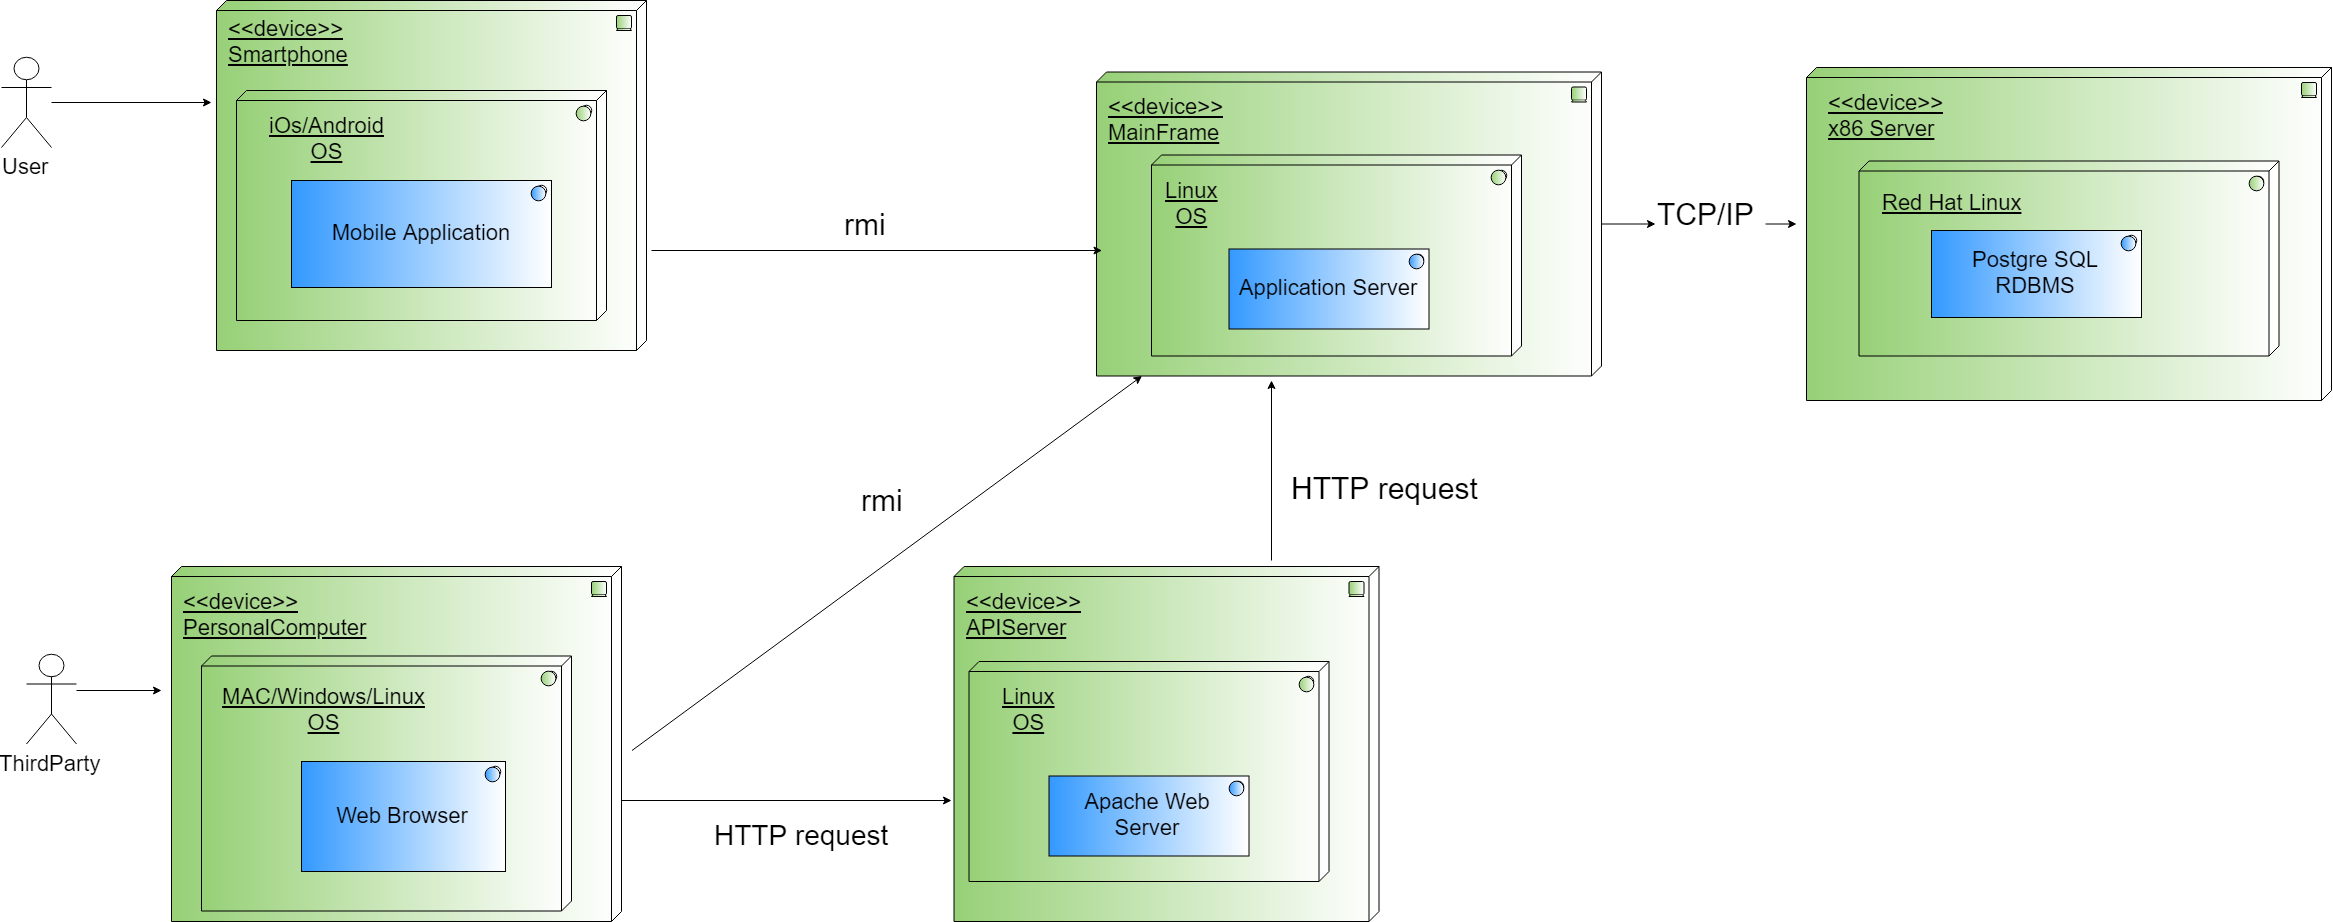 <<device>>
Smartphone
iOs/Android
OS
Mobile Application
User
rmi
<<device>>
MainFrame
Linux
OS
Application Server
TCP/IP
<<device>>
x86 Server
Red Hat Linux
Postgre SQL
RDBMS
rmi
HTTP request
<<device>>
PersonalComputer
MAC/Windows/Linux
OS
Web Browser
ThirdParty
HTTP request
<<device>>
APIServer
Linux
OS
Apache Web
Server